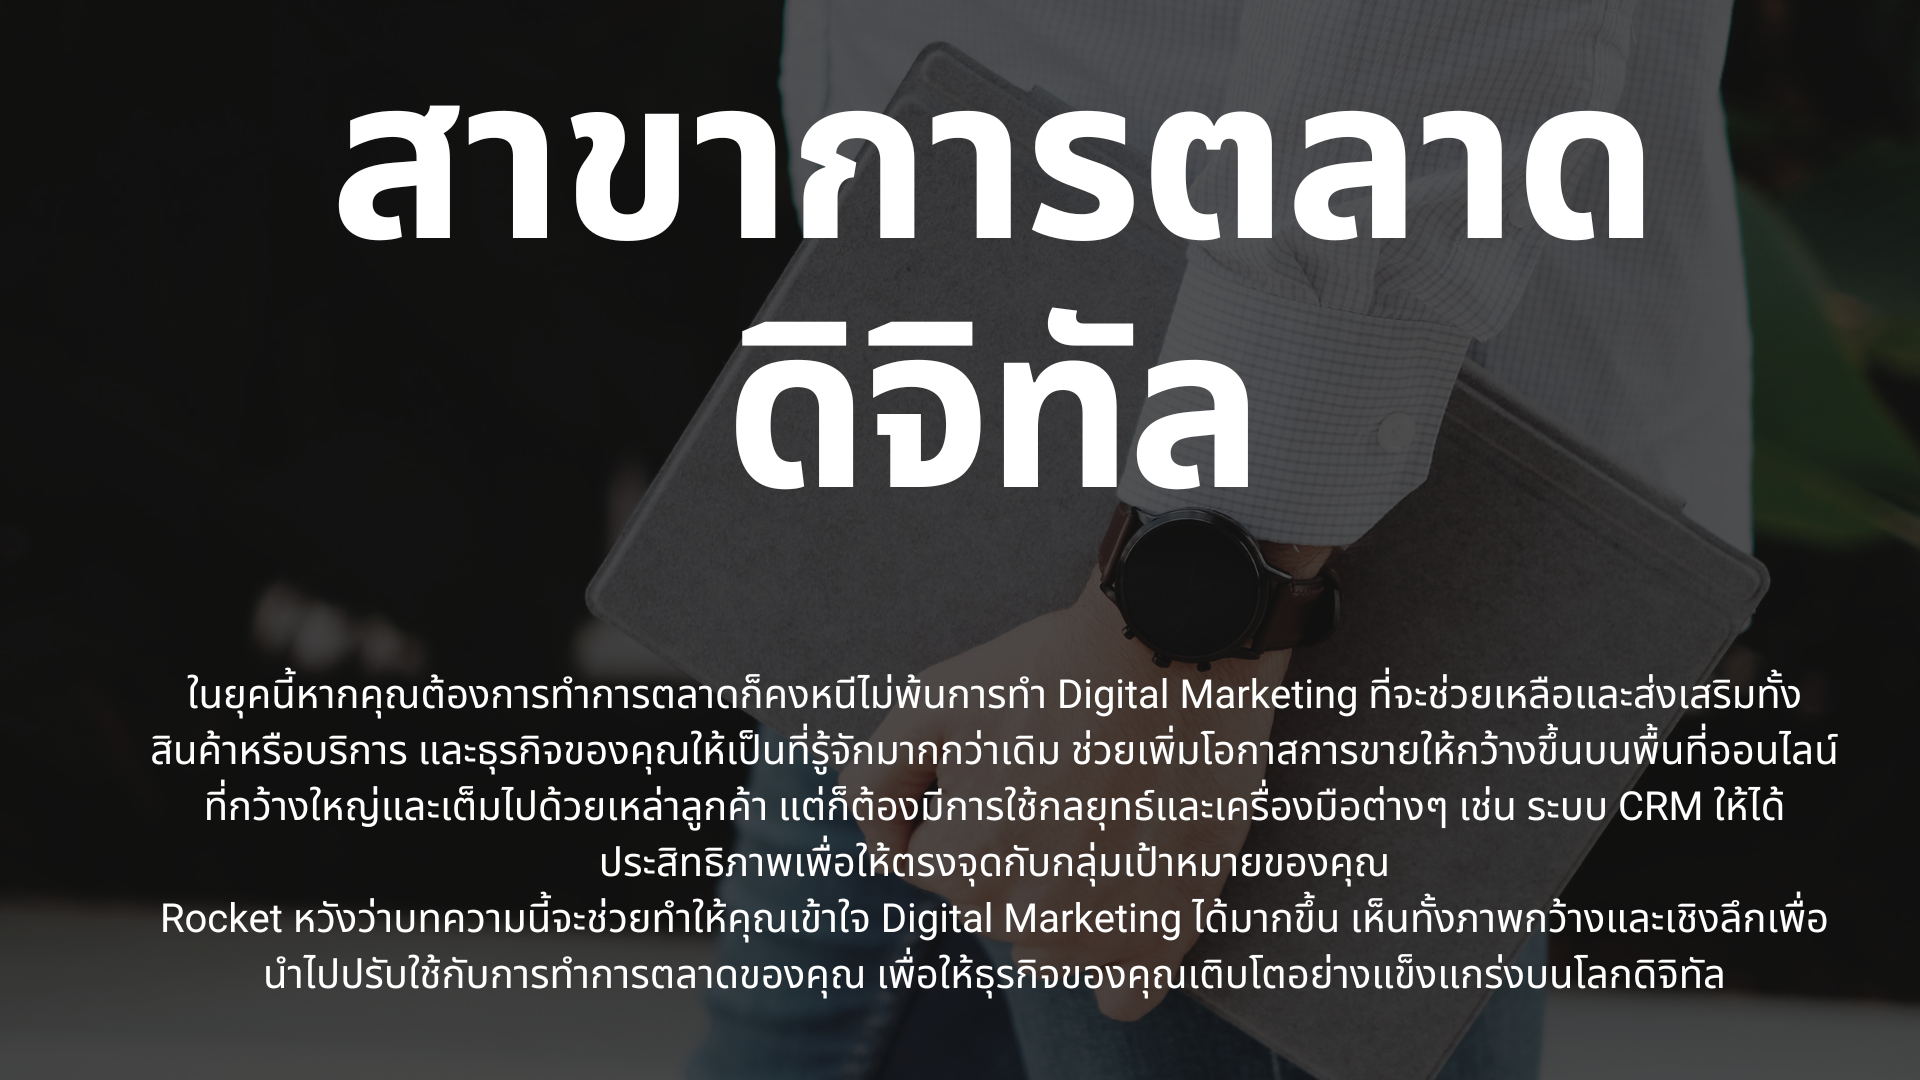 สาขาการตลาด
ดิจิทัล
ในยุคนี้หากคุณต้องการทำการตลาดก็คงหนีไม่พ้นการทำ Digital Marketing ที่จะช่วยเหลือและส่งเสริมทั้ง
สินค้าหรือบริการ และธุรกิจของคุณให้เป็นที่รู้จักมากกว่าเดิม ช่วยเพิ่มโอกาสการขายให้กว้างขึ้นบนพื้นที่ออนไลน์
ที่กว้างใหญ่และเต็มไปด้วยเหล่าลูกค้า แต่ก็ต้องมีการใช้กลยุทธ์และเครื่องมือต่างๆ เช่น ระบบ CRM ให้ได้
ประสิทธิภาพเพื่อให้ตรงจุดกับกลุ่มเป้าหมายของคุณ
Rocket หวังว่าบทความนี้จะช่วยทำให้คุณเข้าใจ Digital Marketing ได้มากขึ้น เห็นทั้งภาพกว้างและเชิงลึกเพื่อ
นำไปปรับใช้กับการทำการตลาดของคุณ เพื่อให้ธุรกิจของคุณเติบโตอย่างแข็งแกร่งบนโลกดิจิทัล